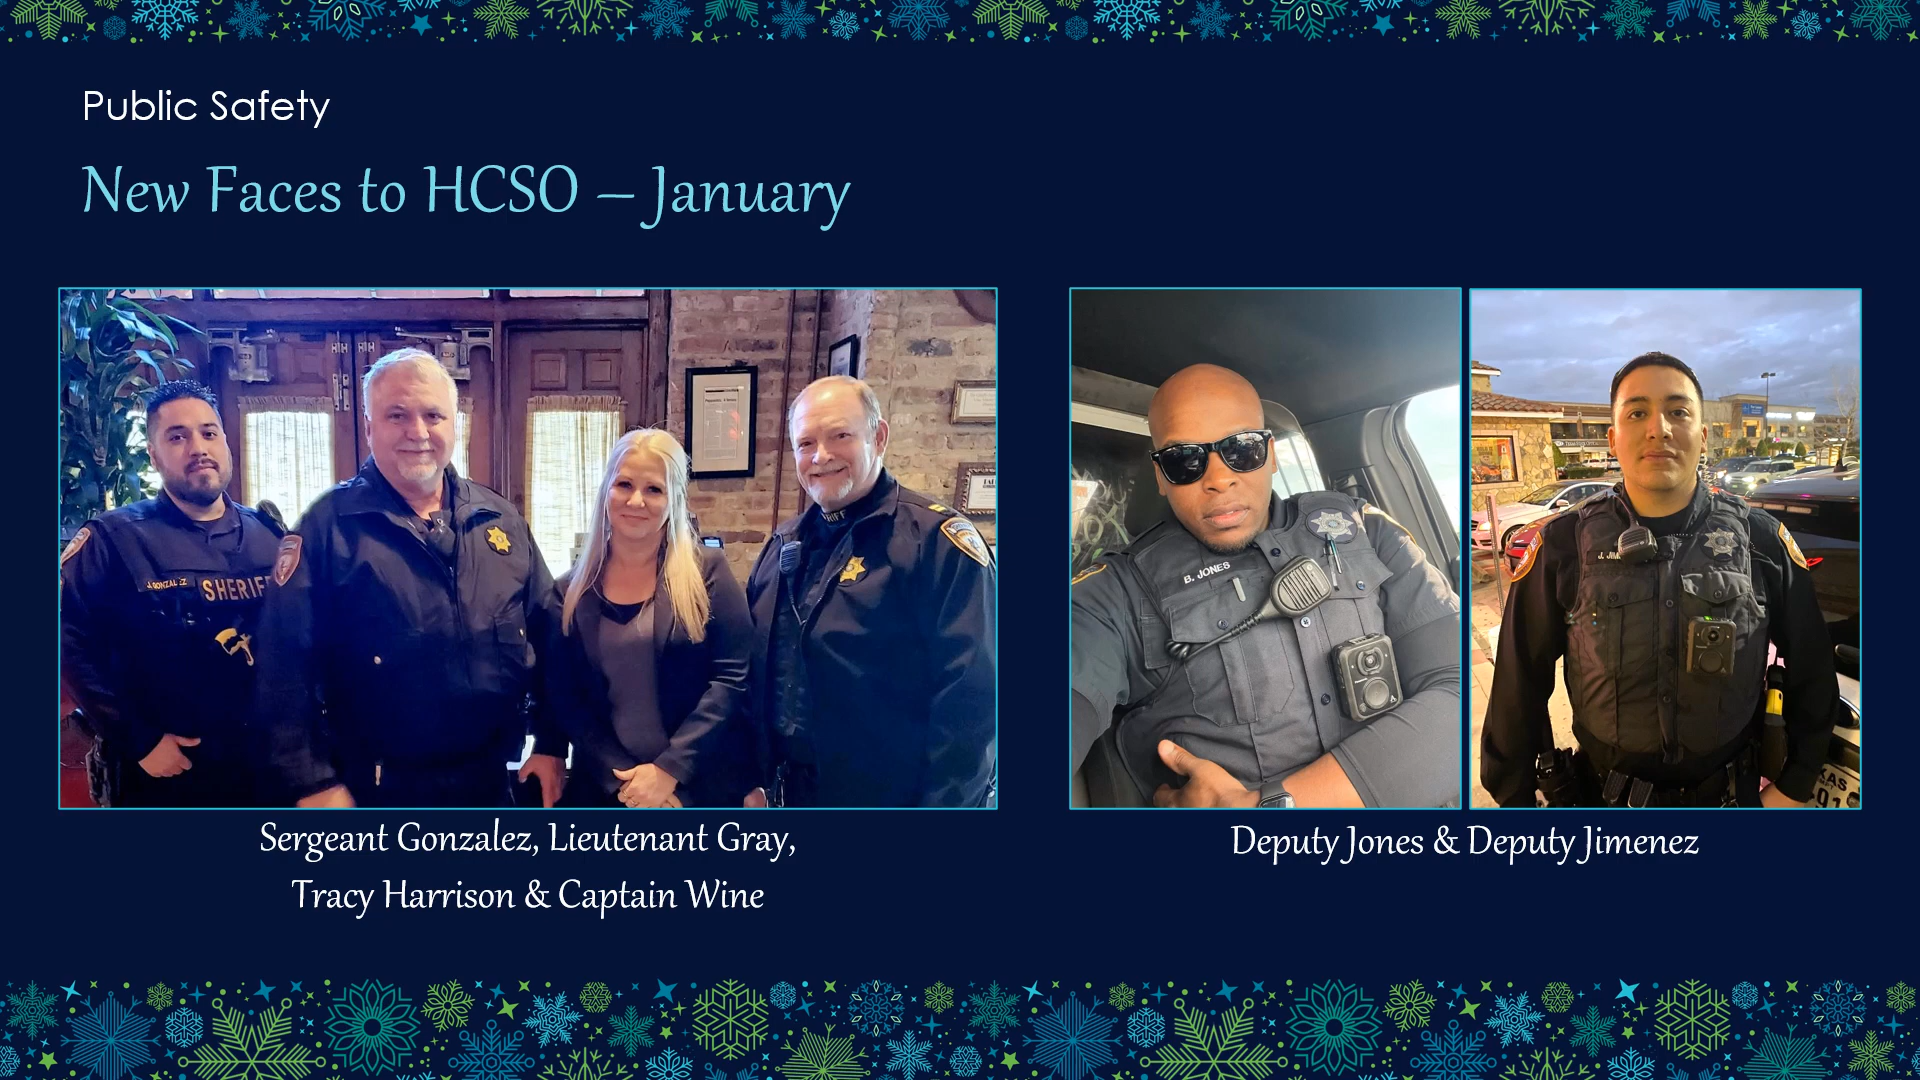 Public Safety
New Faces to HCSO – January
J. GONZALEZ
SHERIFF
B. JONES
Sergeant Gonzalez, Lieutenant Gray,
Tracy Harrison & Captain Wine
Deputy Jones & Deputy Jimenez